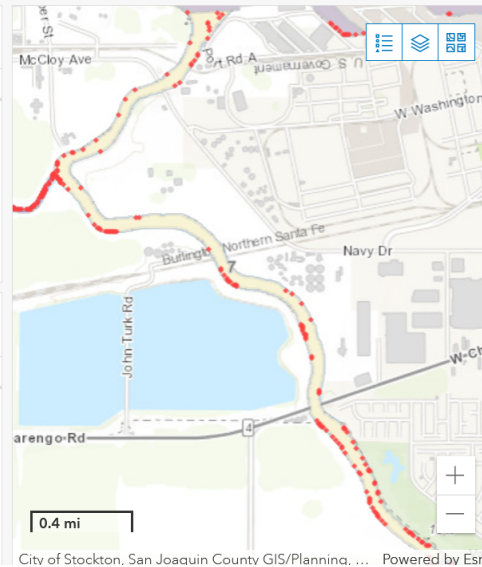 McCloy Ave
Port Rd A
U S Government
W Washington
Burlington Northern Santa Fe
7
Navy Dr
John Turk Rd
W-Ch
4
arengo-Rd
0.4 mi
City of Stockton, San Joaquin County GIS/Planning, ... Powered by Esri